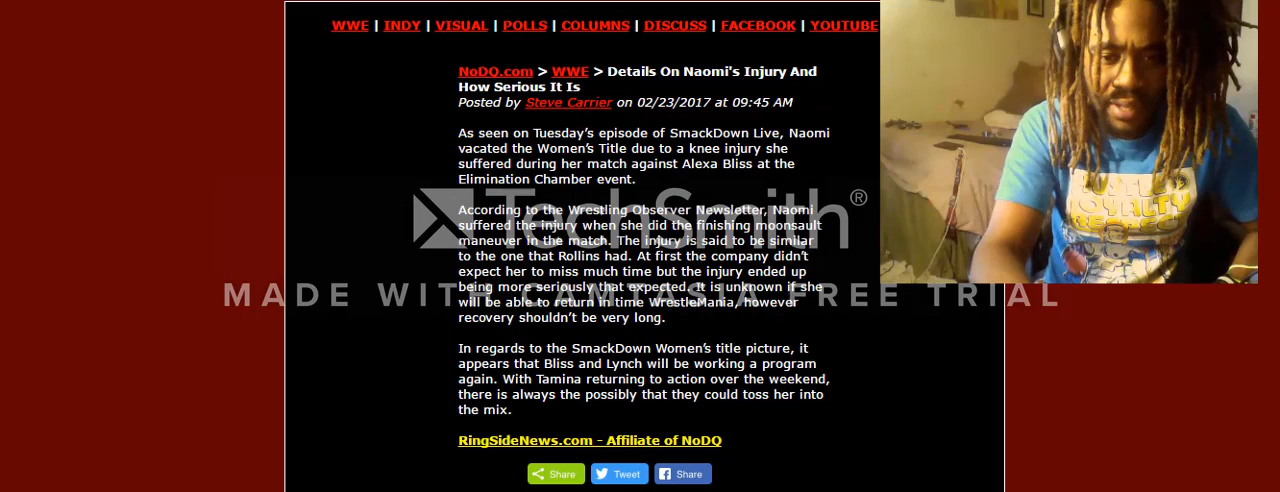 WWE | INDY | VISUAL | POLLS | COLUMNS | DISCUSS | FACEBOOK | YOUTUBE
NoDQ.com > WWE > Details On Naomi's Injury And
How Serious It Is
Posted by Steve Carrier on 02/23/2017 at 09:45 AM
As seen on Tuesday's episode of SmackDown Live, Naomi
vacated the Women's Title due to a knee injury she
suffered during her match against Alexa Bliss at the
Elimination Chamber event.
TechSmith®
According to the Wrestling Observer Newsletter, Naomi
suffered the injury when she did the finishing moonsault
maneuver in the match. The injury is said to be similar
to the one that Rollins had. At first the company didn't
expect her to miss much time but the injury ended up
being more seriously that expected. It is unknown if she
MADE WITH CAMTASIA FREE TRIAL
will be able to return in time WrestleMania, however
recovery shouldn't be very long.
In regards to the SmackDown Women's title picture, it
appears that Bliss and Lynch will be working a program
again. With Tamina returning to action over the weekend,
there is always the possibly that they could toss her into
the mix.
RingSideNews.com - Affiliate of NoDQ
Share Tweet Share
HUSTLE
LOYALTY
RESPECT